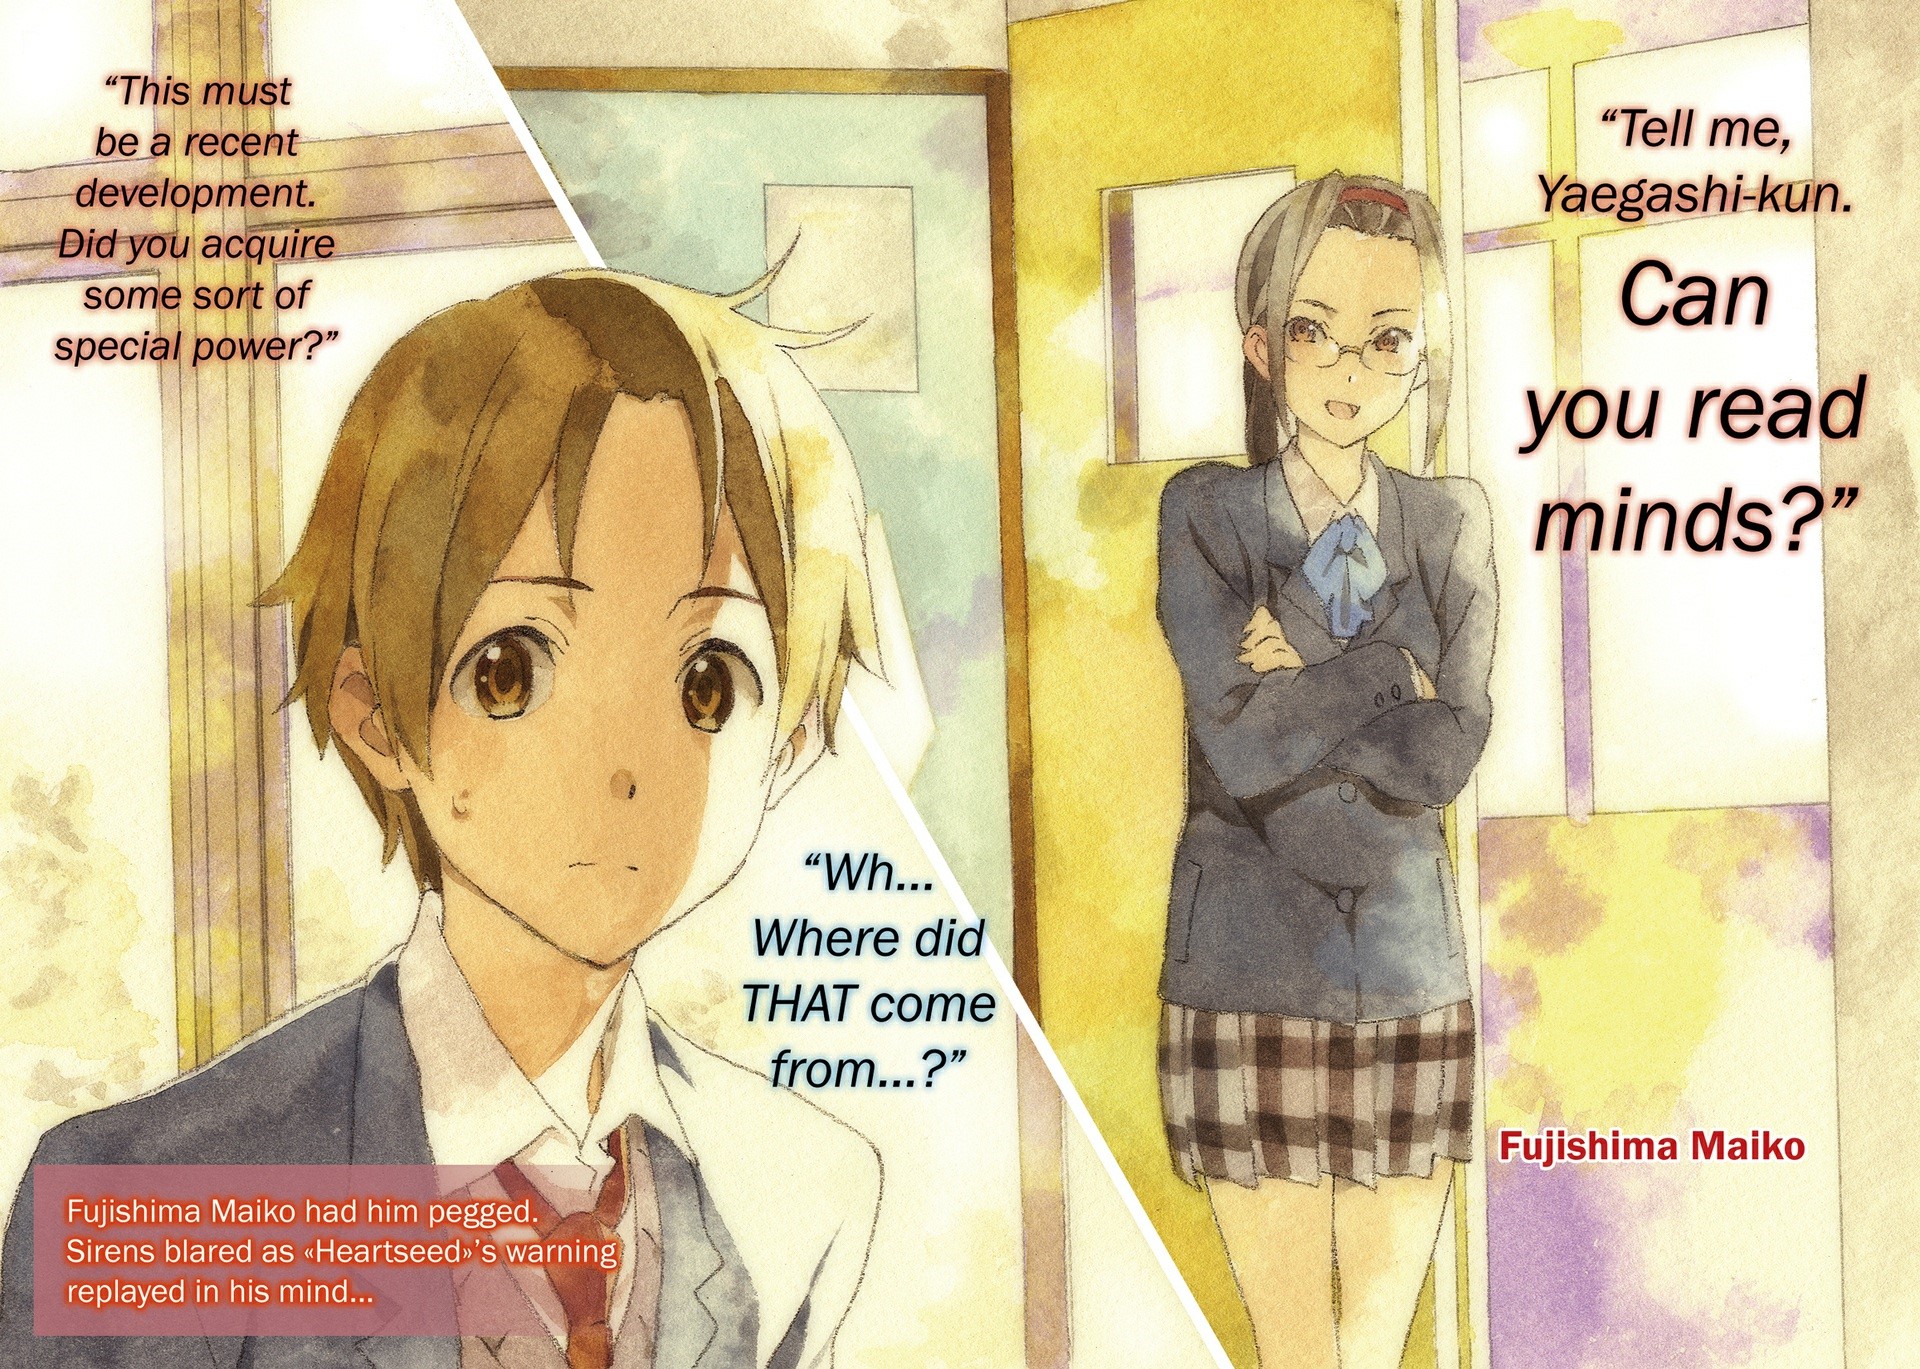 “This must
be a recent
development.
Did you acquire
some sort of
special power?”
“Tell me,
Yaegashi-kun.
Can
you read
minds?”
“Wh...
Where did
THAT come
from...?”
Fujishima Maiko
Fujishima Maiko had him pegged.
Sirens blared as «Heartseed»’s warning
replayed in his mind...